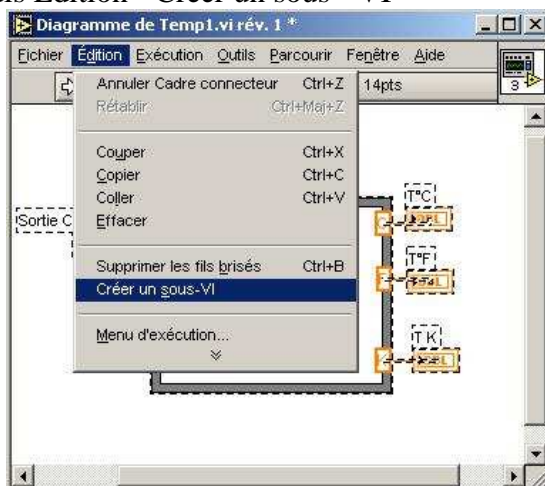 Edition Créer un sous VI
Diagramme de Temp1.vi rév. 1 *
Fichier Édition Exécution Outils Parcourir Fenêtre Aide
14pts
3
Annuler Cadre connecteur Ctrl+Z
Rétablir Ctrl+Maj+Z
Couper Ctrl+X
Copier Ctrl+C
Coller Ctrl+V
Effacer
Supprimer les fils brisés Ctrl+B
Créer un sous-VI
Menu d'exécution...
Sortie C
T°C
T°F
T K